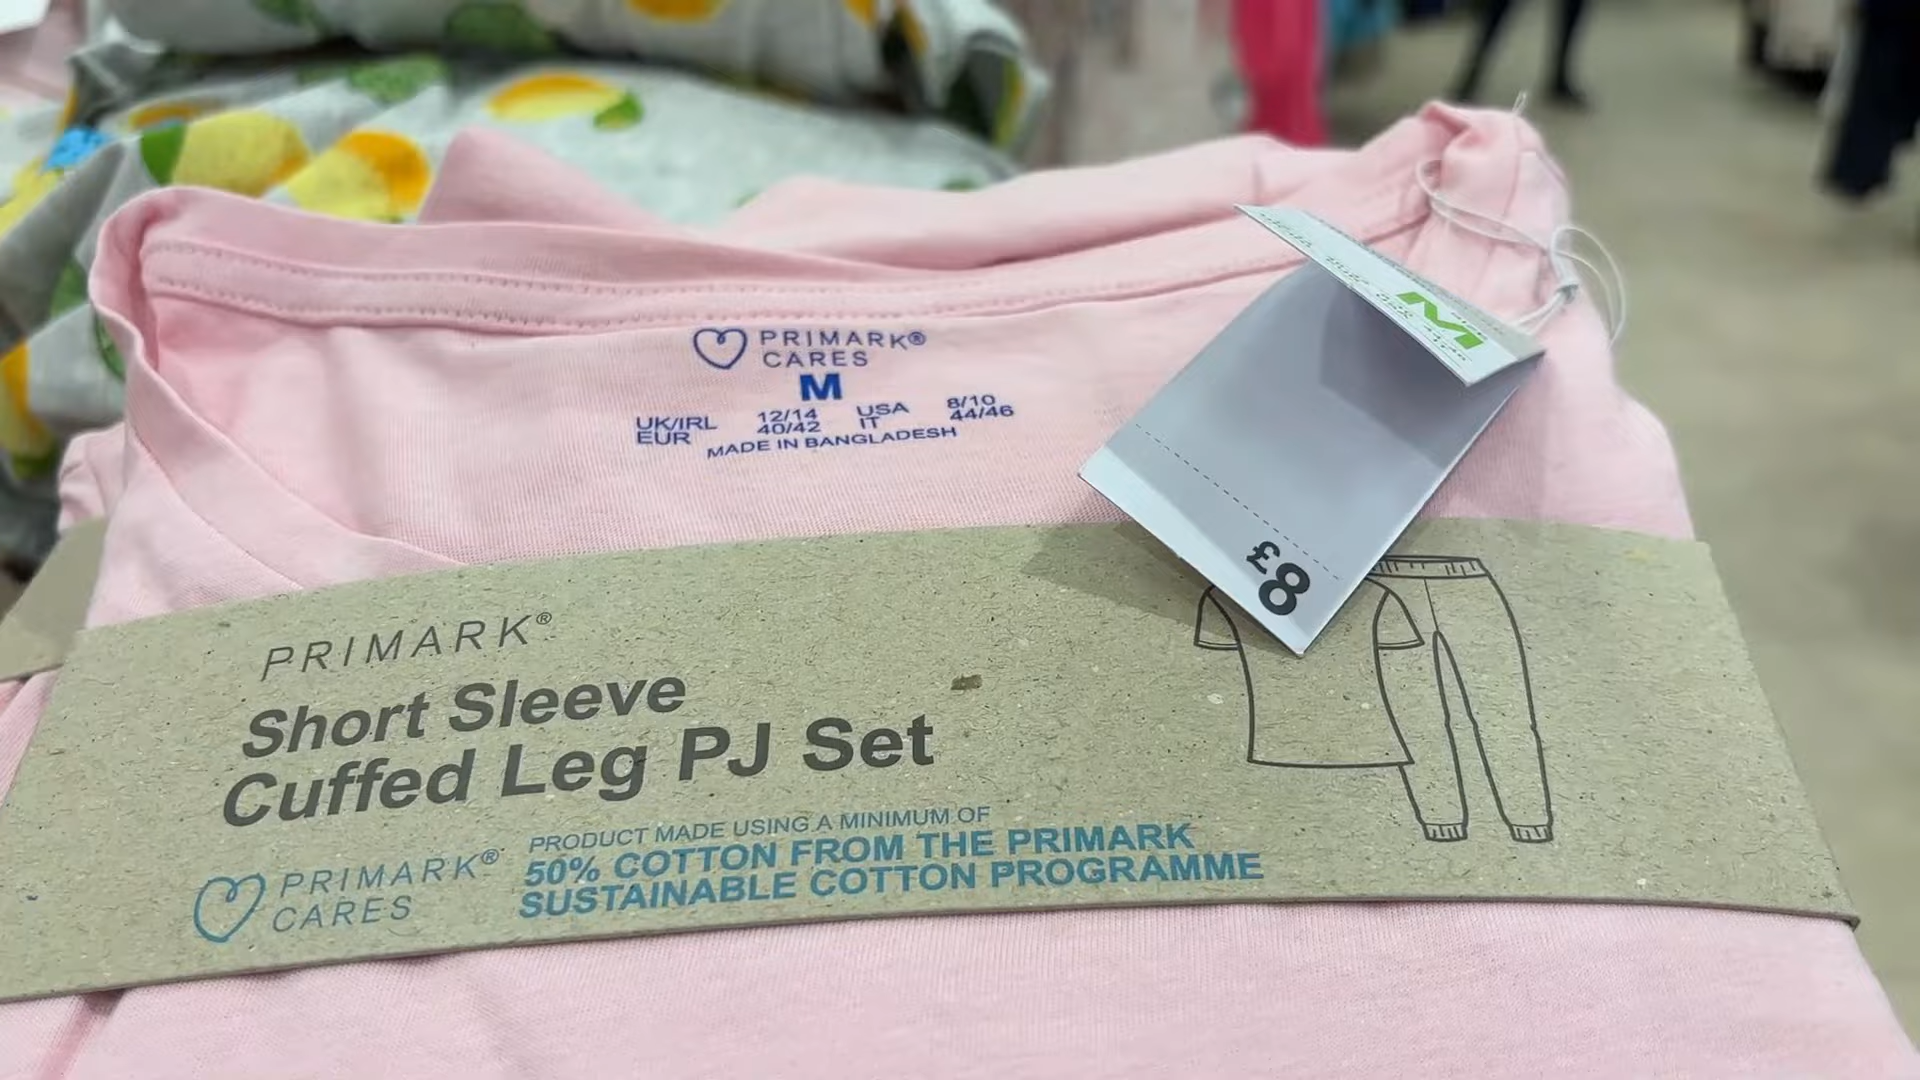 PRIMARK®
CARES
M
UK/IRL 12/14 USA 8/10
EUR 40/42 IT 44/46
MADE IN BANGLADESH
M
£8
PRIMARK®
Short Sleeve
Cuffed Leg PJ Set
PRIMARK®
CARES
PRODUCT MADE USING A MINIMUM OF
50% COTTON FROM THE PRIMARK
SUSTAINABLE COTTON PROGRAMME